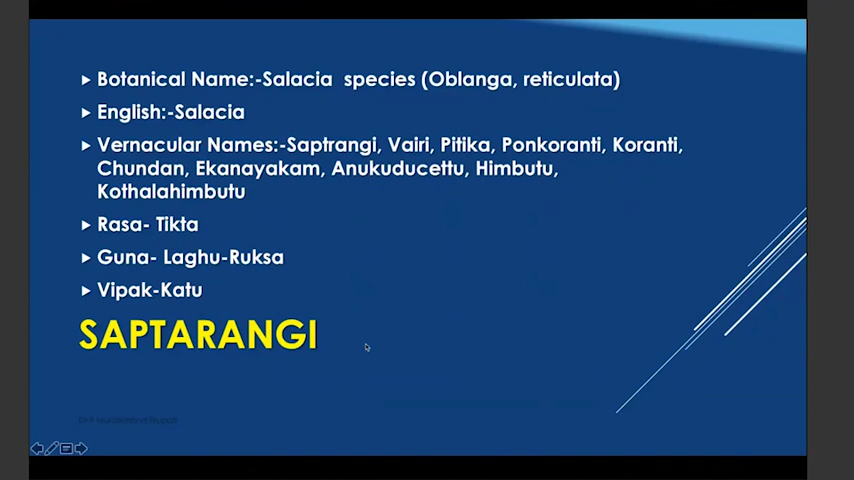 Botanical Name:-Salacia species (Oblanga, reticulata)
English:-Salacia
Vernacular Names:-Saptrangi, Vairi, Pitika, Ponkoranti, Koranti,
Chundan, Ekanayakam, Anukuducettu, Himbutu,
Kothalahimbutu
Rasa- Tikta
Guna- Laghu-Ruksa
Vipak-Katu
SAPTARANGI